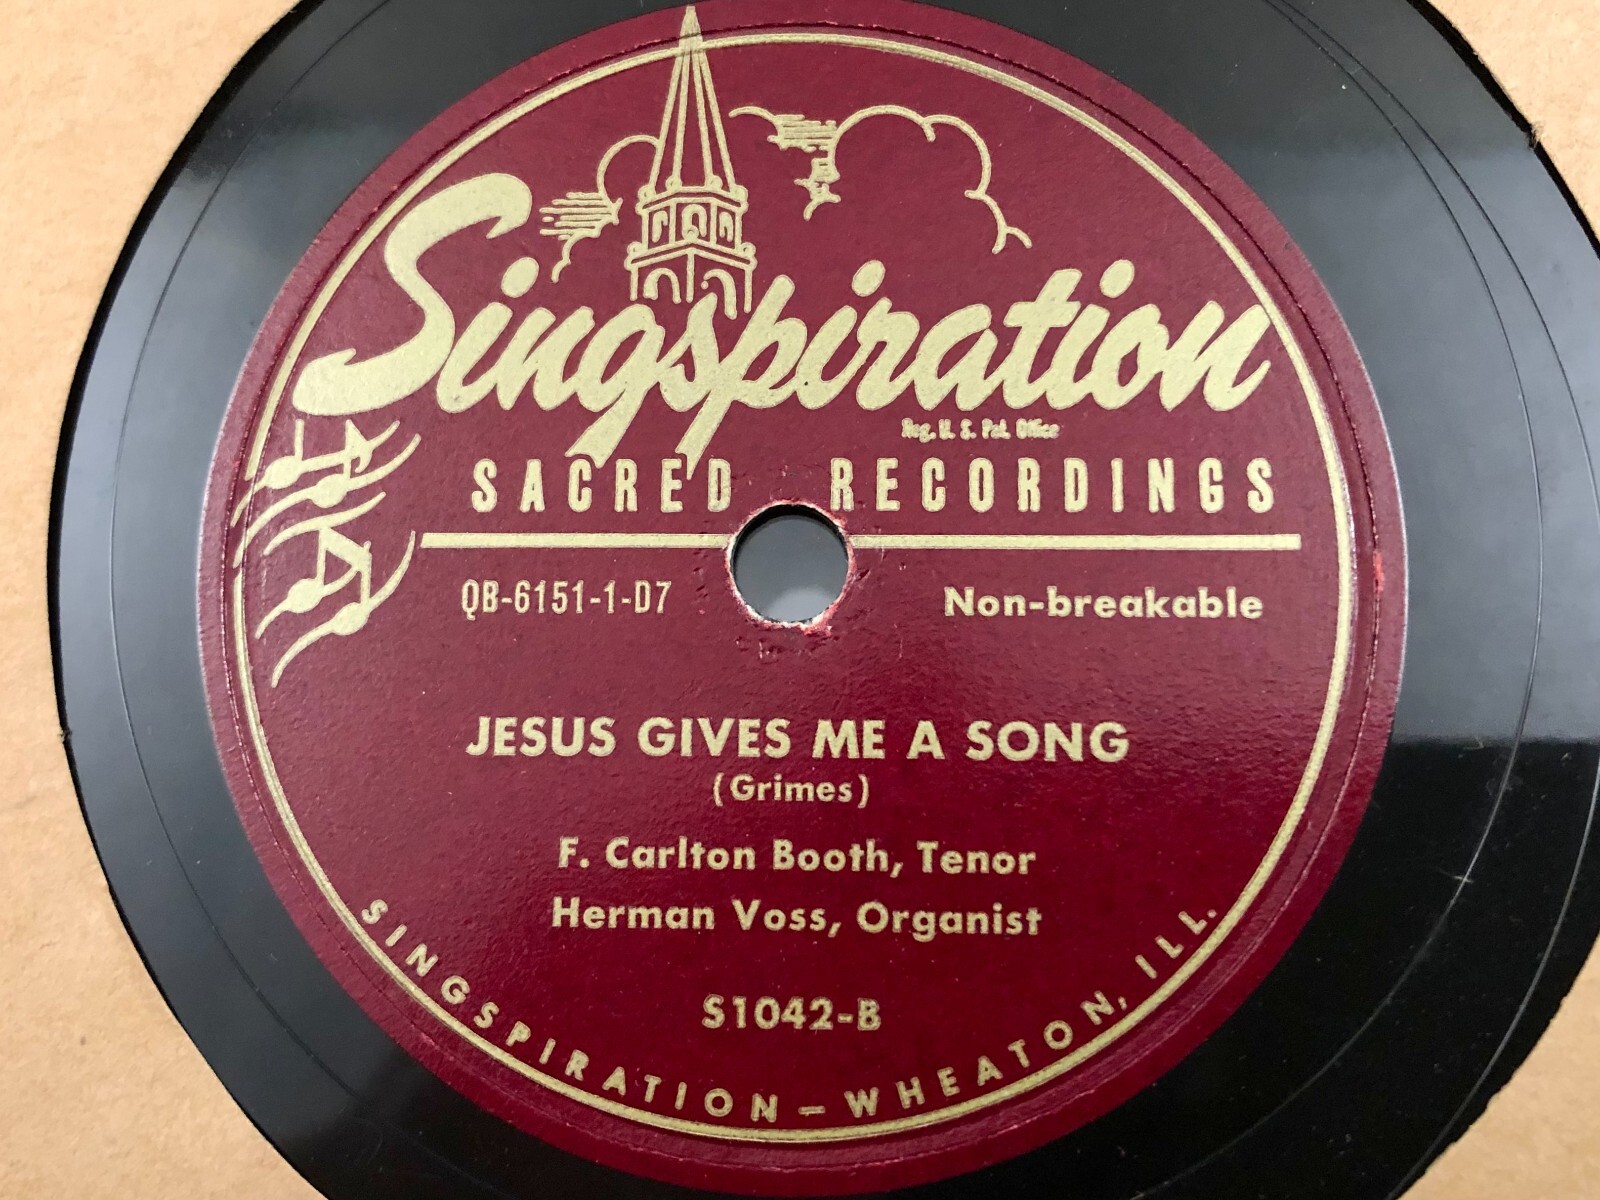 Singspiration
Reg. U. S. Pat. Office
SACRED RECORDINGS
QB-6151-1-D7
Non-breakable
JESUS GIVES ME A SONG
(Grimes)
F. Carlton Booth, Tenor
Herman Voss, Organist
S1042-B
SINGSPIRATION — WHEATON, ILL.